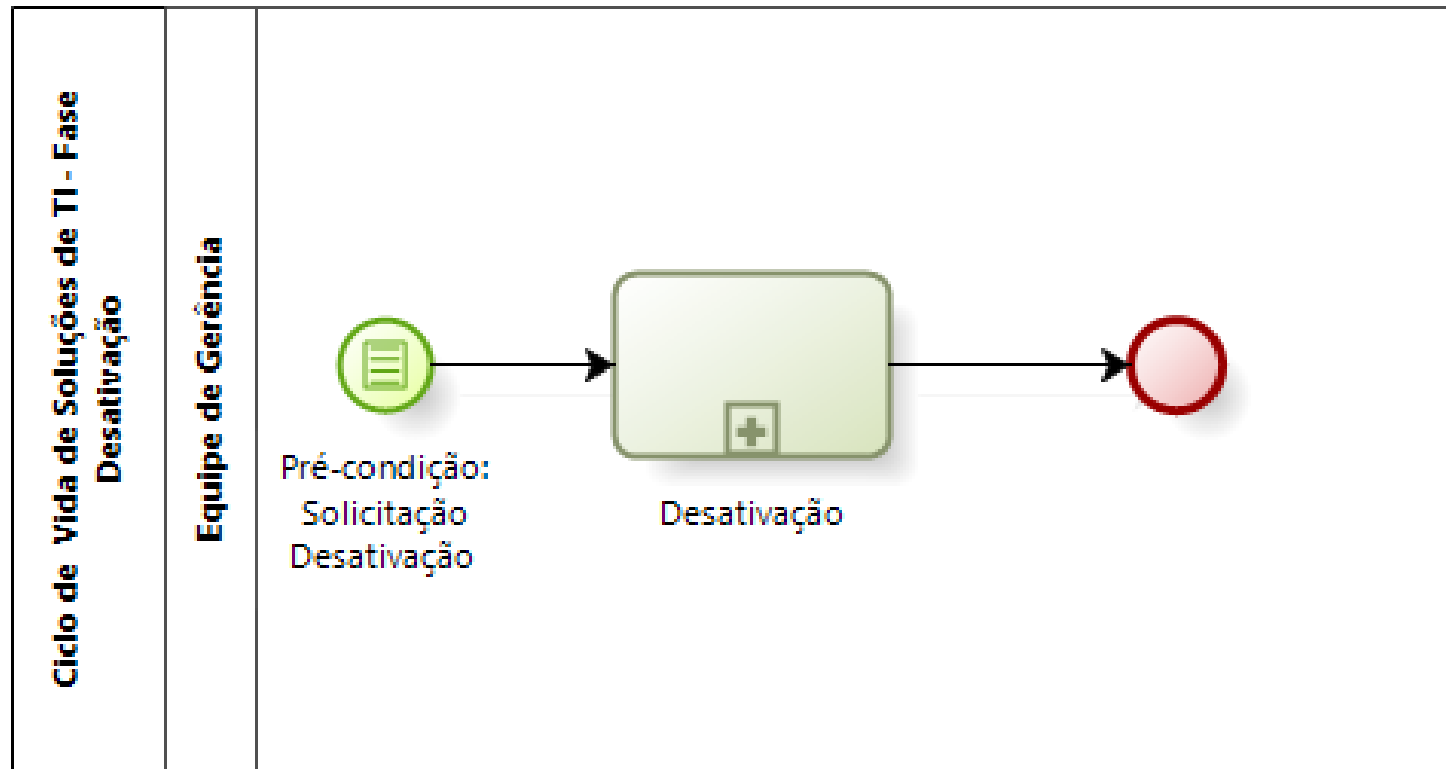 Ciclo de  Vida de Soluções de TI - Fase
Desativação
Equipe de Gerência
Pré-condição:
Solicitação
Desativação
Desativação